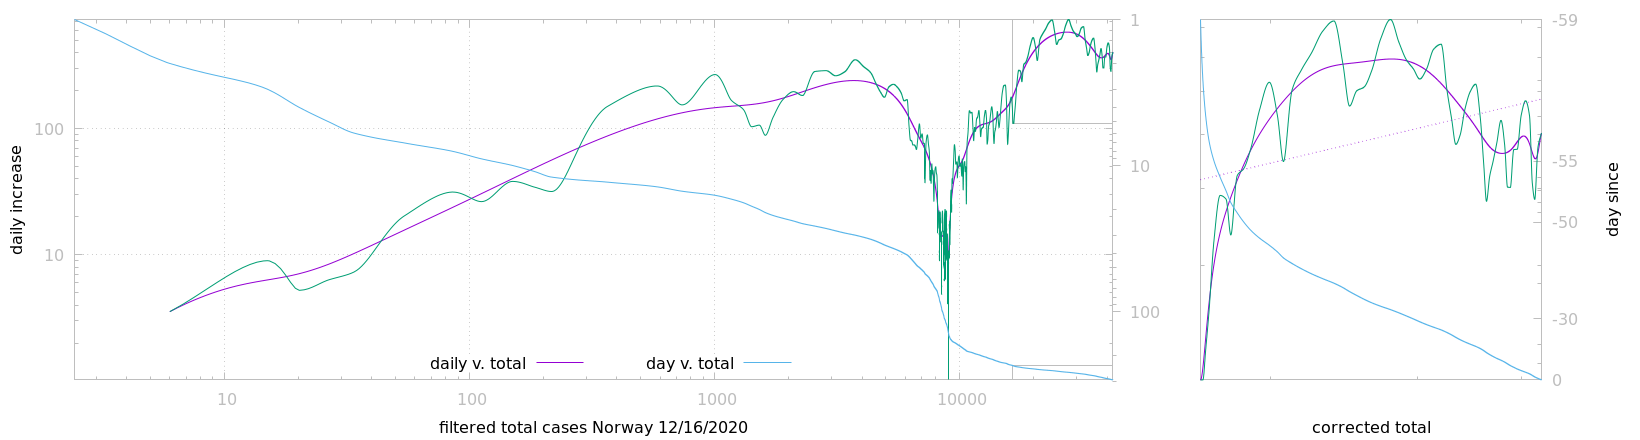 daily increase
100
10
1
10
100
daily v. total
day v. total
10
100
1000
10000
filtered total cases Norway 12/16/2020
-59
-55
-50
-30
0
day since
corrected total